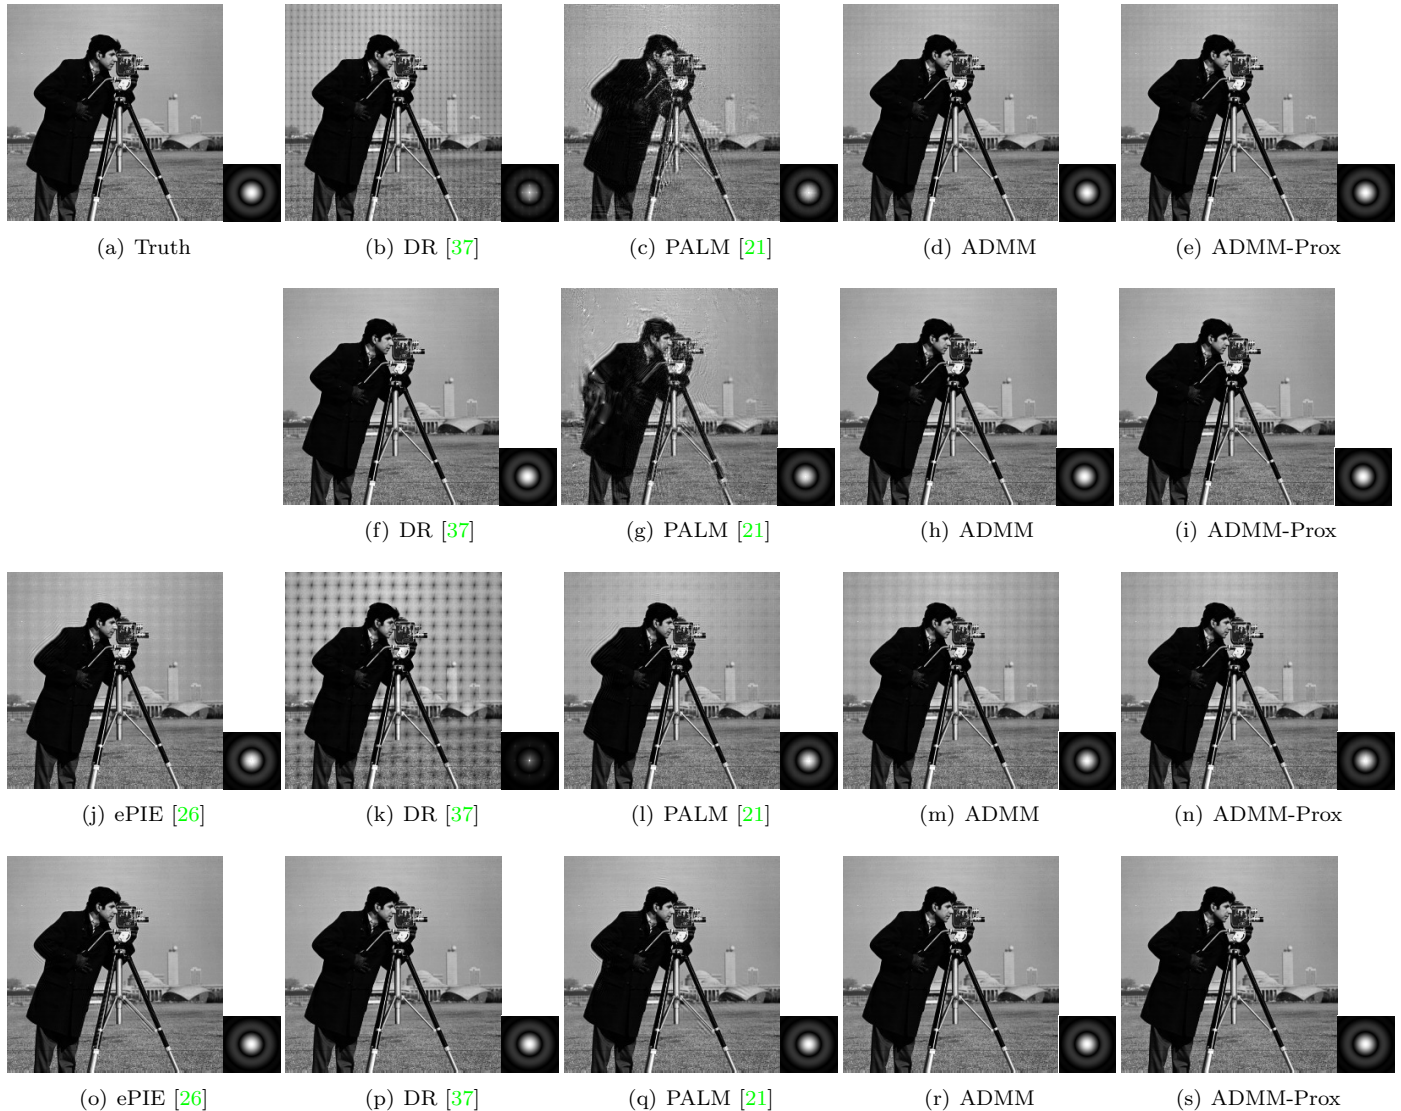 (a) Truth
(b) DR [37]
(c) PALM [21]
(d) ADMM
(e) ADMM-Prox
(f) DR [37]
(g) PALM [21]
(h) ADMM
(i) ADMM-Prox
(j) ePIE [26]
(k) DR [37]
(l) PALM [21]
(m) ADMM
(n) ADMM-Prox
(o) ePIE [26]
(p) DR [37]
(q) PALM [21]
(r) ADMM
(s) ADMM-Prox